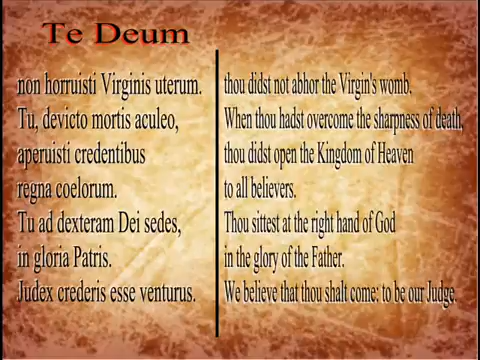 Te Deum
non horruisti Virginis uterum.
Tu, devicto mortis aculeo,
aperuisti credentibus
regna coelorum.
Tu ad dexteram Dei sedes,
in gloria Patris.
Judex crederis esse venturus.
thou didst not abhor the Virgin's womb.
When thou hadst overcome the sharpness of death,
thou didst open the Kingdom of Heaven
to all believers.
Thou sittest at the right hand of God
in the glory of the Father.
We believe that thou shalt come: to be our Judge.